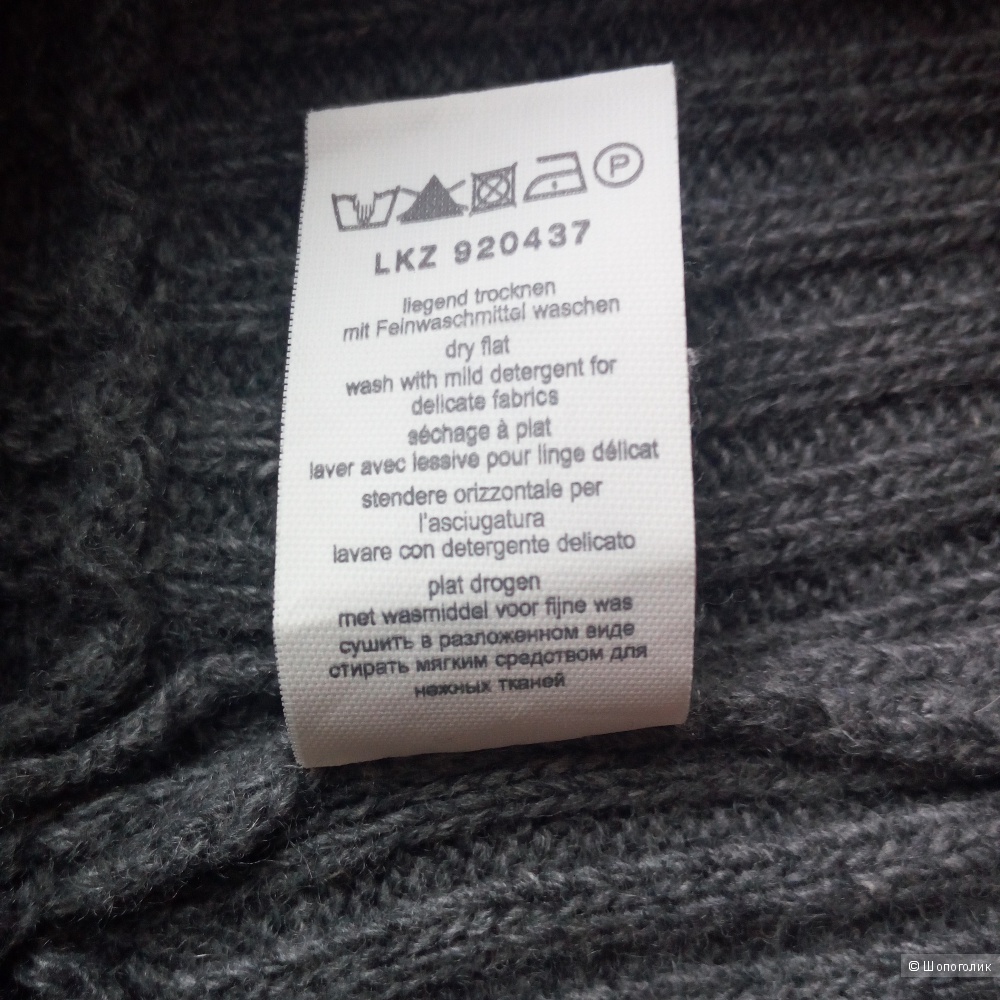 P
LKZ 920437
liegend trocknen
mit Feinwaschmittel waschen
dry flat
wash with mild detergent for
delicate fabrics
séchage à plat
laver avec lessive pour linge délicat
stendere orizzontale per
l'asciugatura
lavare con detergente delicato
plat drogen
met wasmiddel voor fijne was
сушить в разложенном виде
стирать мягким средством для
нежных тканей
© Шопоголик